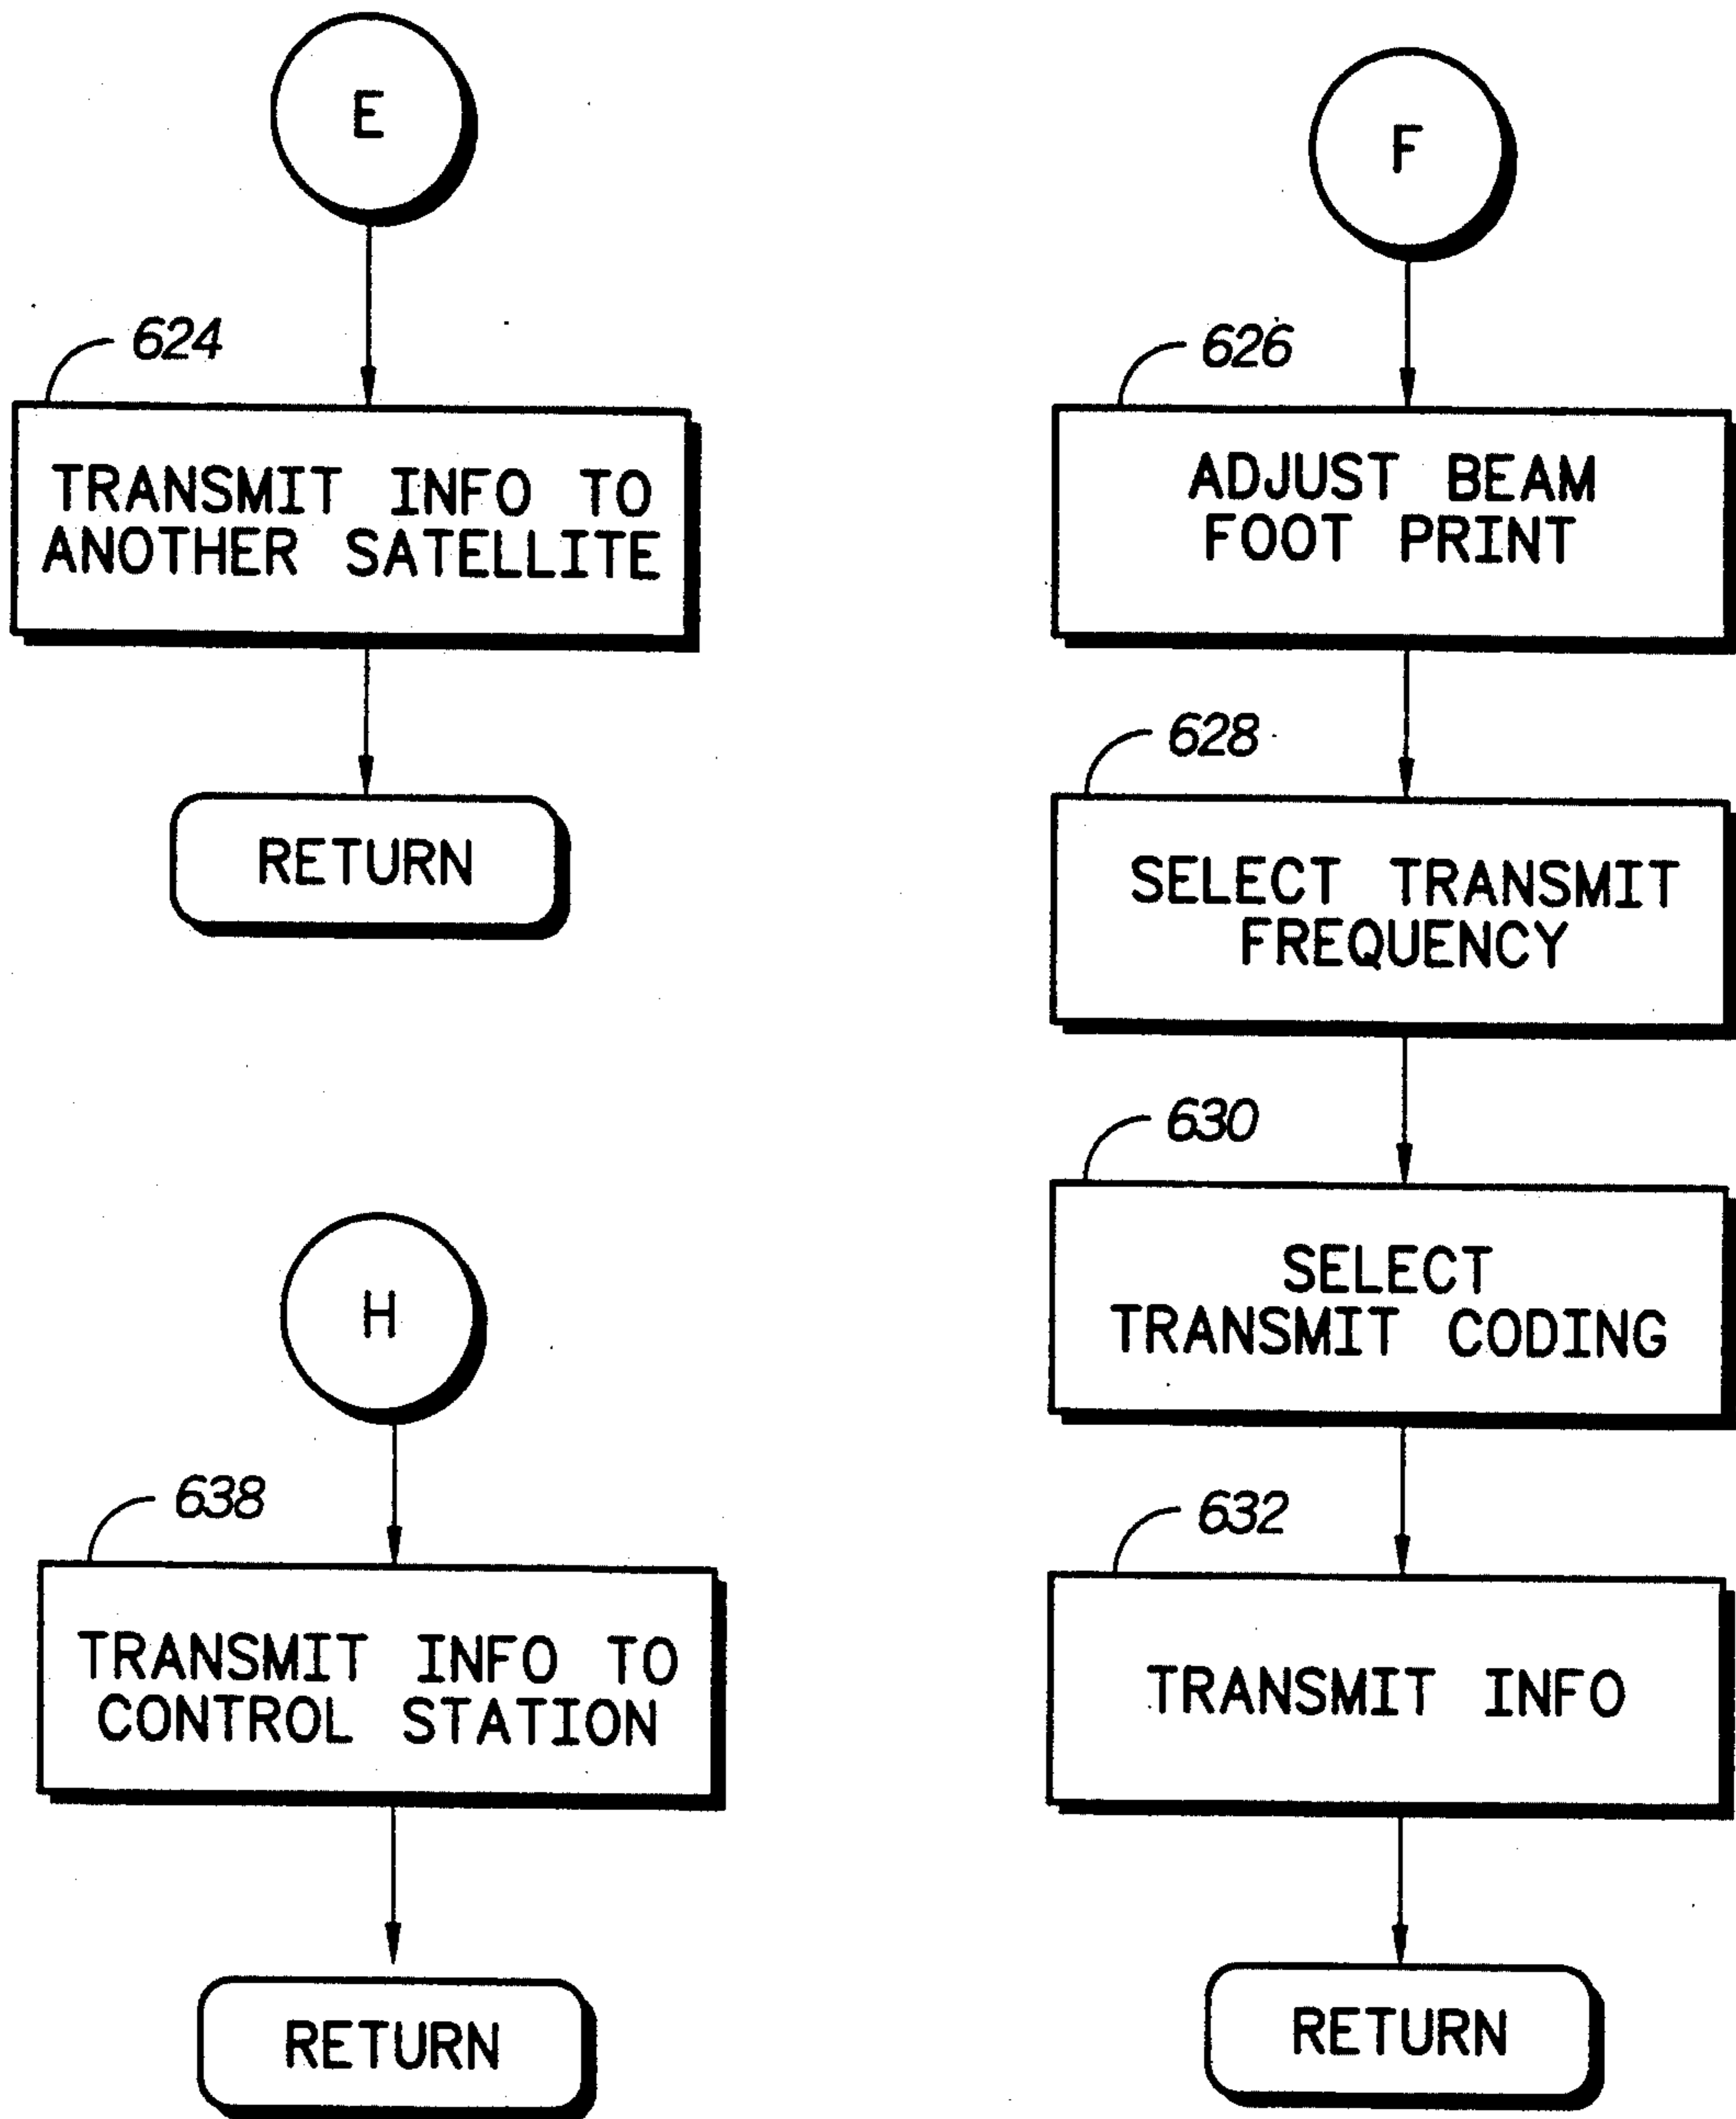 E
624
TRANSMIT INFO TO
ANOTHER SATELLITE
RETURN
H
638
TRANSMIT INFO TO
CONTROL STATION
RETURN
F
626
ADJUST BEAM
FOOT PRINT
628
SELECT TRANSMIT
FREQUENCY
630
SELECT
TRANSMIT CODING
632
TRANSMIT INFO
RETURN